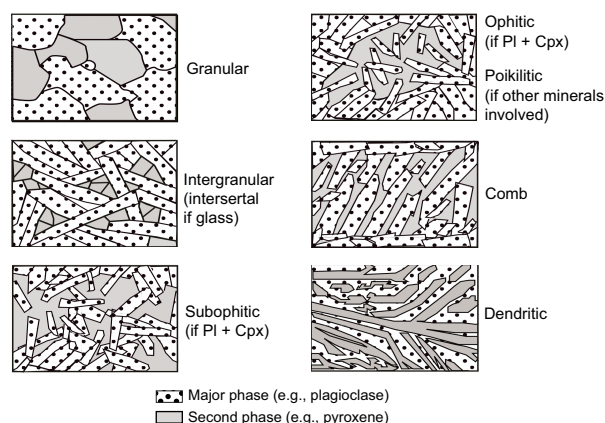 Granular
Intergranular
(intersertal
if glass)
Subophitic
(if Pl + Cpx)
Ophitic
(if Pl + Cpx)
Poikilitic
(if other minerals
involved)
Comb
Dendritic
Major phase (e.g., plagioclase)
Second phase (e.g., pyroxene)